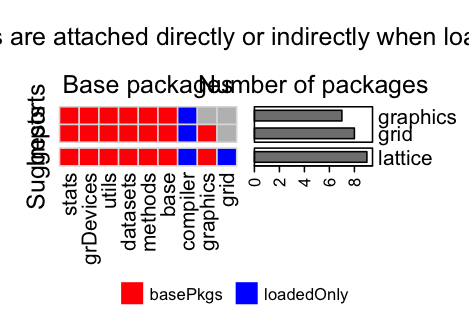 s are attached directly or indirectly when loa
Base packages Number of packages
Imports
Suggests
graphics
grid
lattice
0 2 4 6 8
stats
grDevices
utils
datasets
methods
base
compiler
graphics
grid
basePkgs loadedOnly